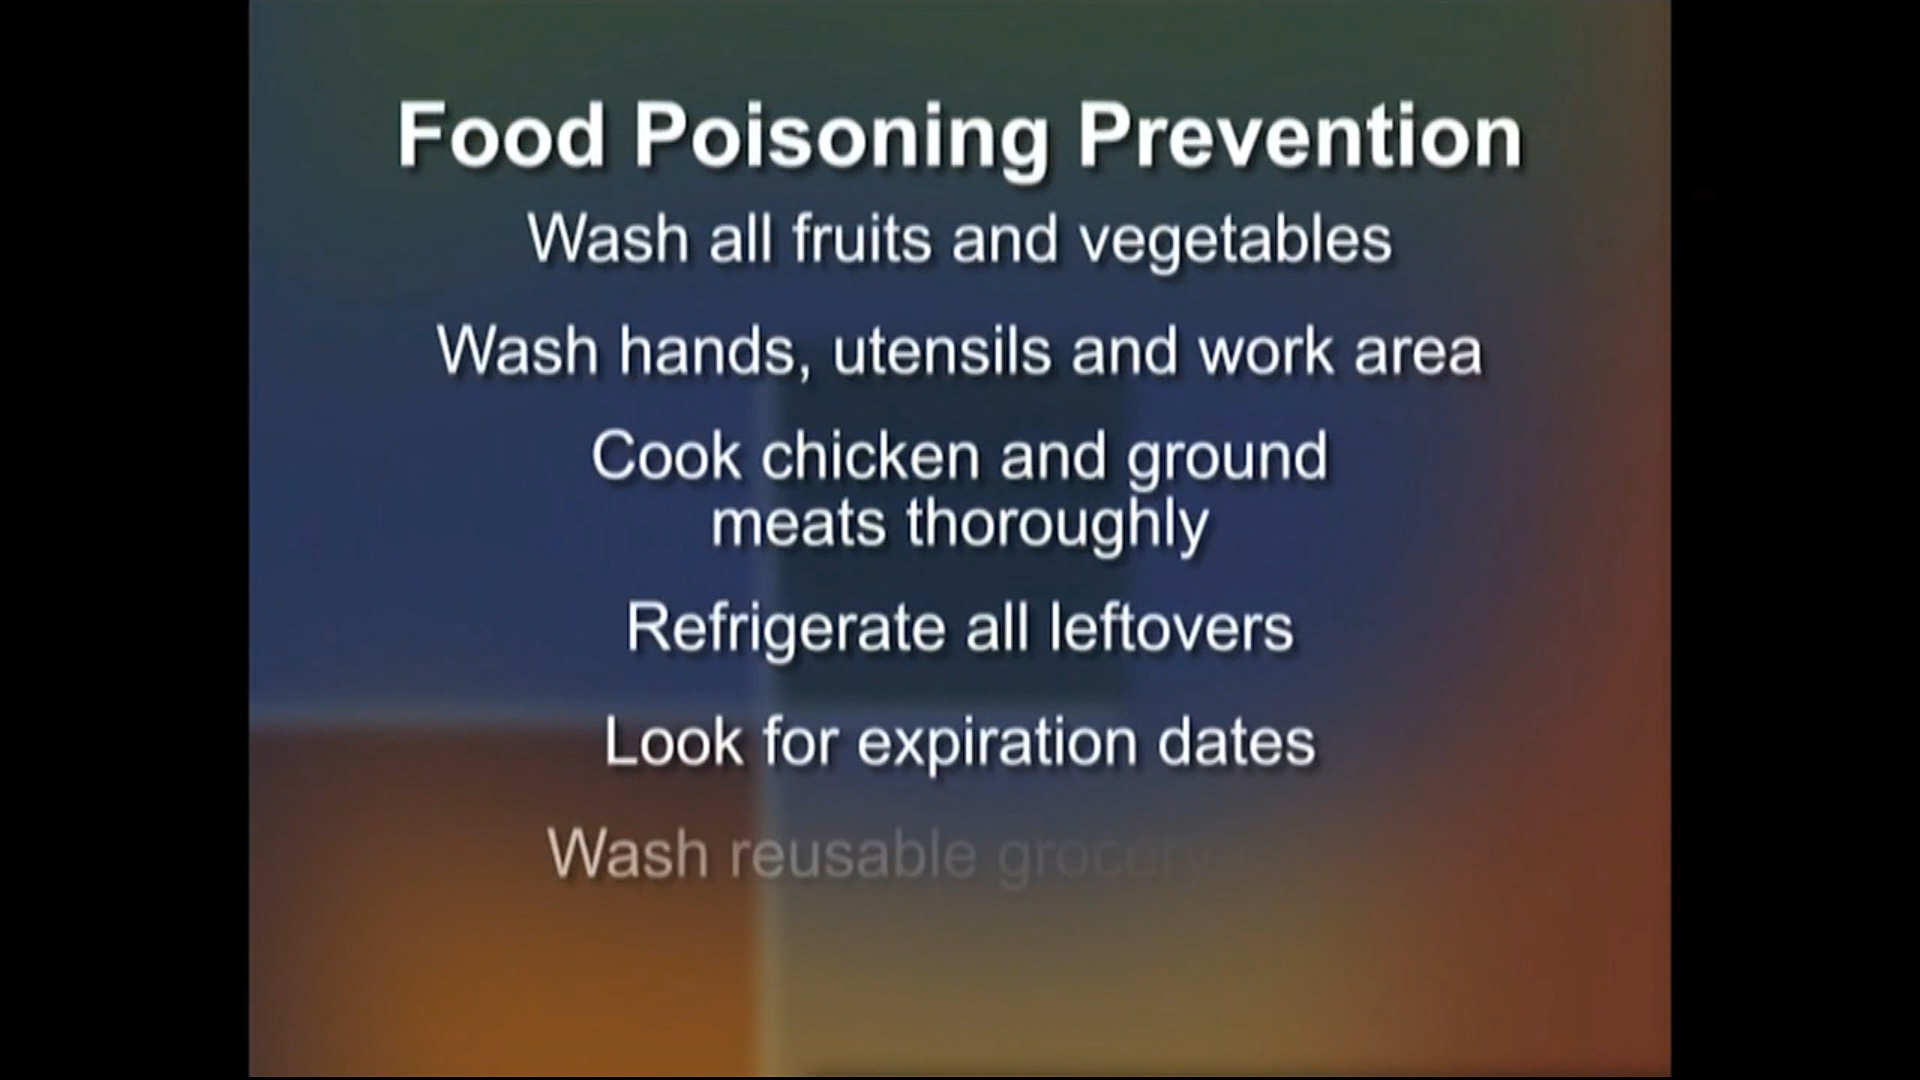 Food Poisoning Prevention
Wash all fruits and vegetables
Wash hands, utensils and work area
Cook chicken and ground
meats thoroughly
Refrigerate all leftovers
Look for expiration dates
Wash reusable grocery